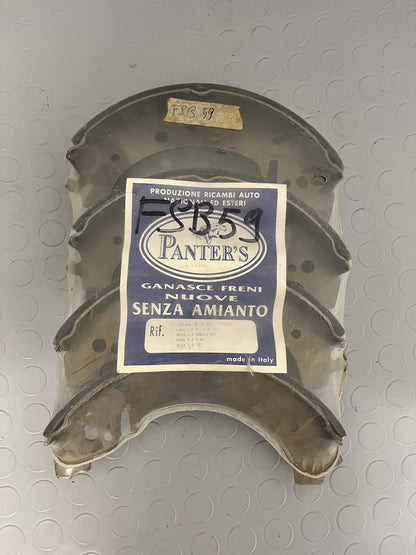 FSB 59
PRODUZIONE RICAMBI AUTO
NAZIONALI ED ESTERI
FSB59
PANTER'S
GANASCE FRENI
NUOVE
SENZA AMIANTO
Rif.
made in Italy